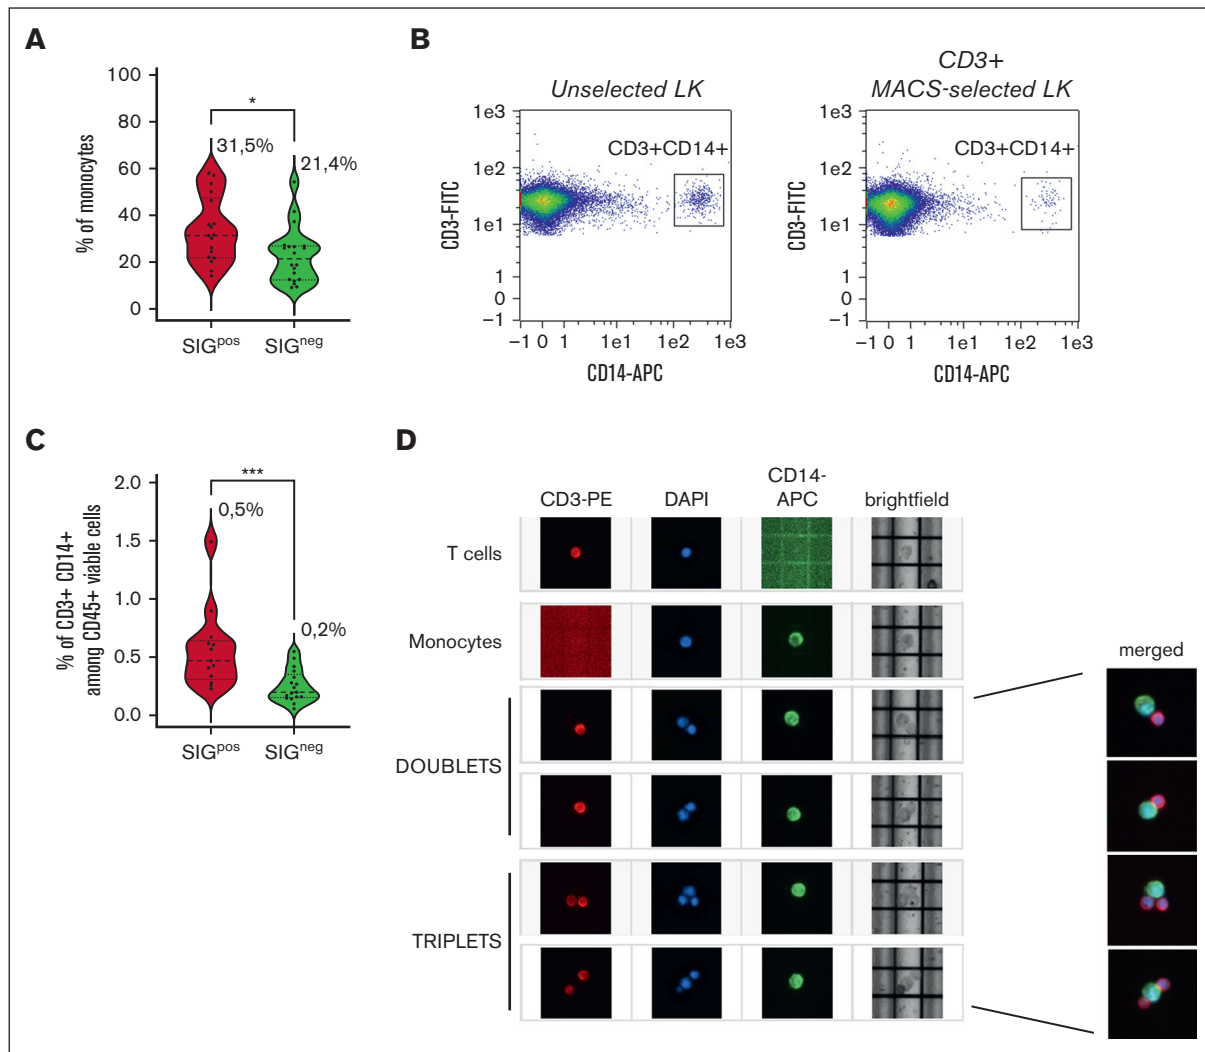 A
% of monocytes
100
80
60
40
20
0
*
31,5%
21,4%
SIGᵖᵒˢ
SIGⁿᵉᵍ
B
Unselected LK
CD3-FITC
1e3
1e2
1e1
1
0
−1
CD3+CD14+
−1 0 1 1e1 1e2 1e3
CD14-APC
CD3+
MACS-selected LK
CD3-FITC
1e3
1e2
1e1
1
0
−1
CD3+CD14+
−1 0 1 1e1 1e2 1e3
CD14-APC
C
% of CD3+ CD14+
among CD45+ viable cells
2.0
1.5
1.0
0.5
0.0
***
0,5%
0,2%
SIGᵖᵒˢ
SIGⁿᵉᵍ
D
CD3-PE
DAPI
CD14-
APC
brightfield
T cells
Monocytes
DOUBLETS
TRIPLETS
merged